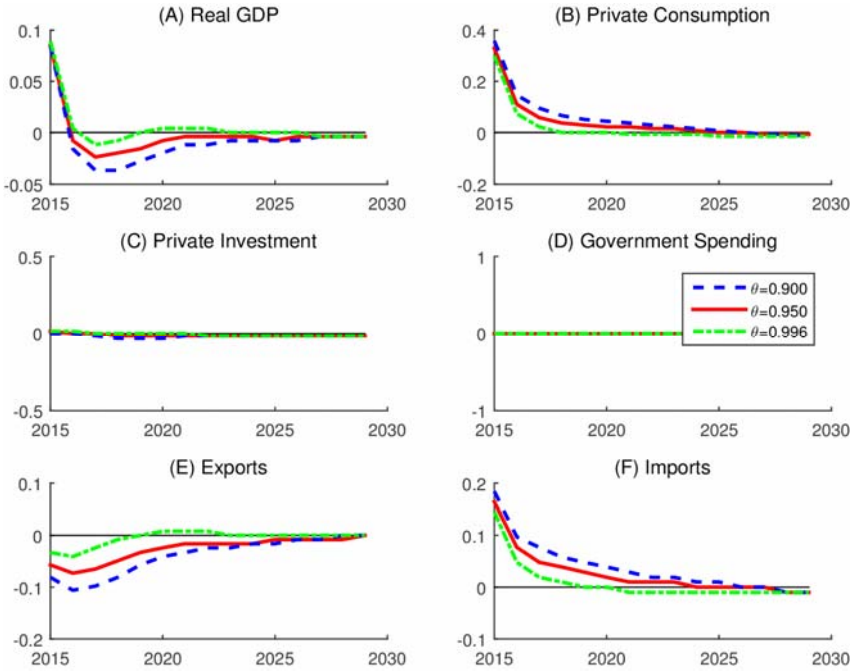 (A) Real GDP
0.1
0.05
0
-0.05
2015 2020 2025 2030
(B) Private Consumption
0.4
0.2
0
-0.2
2015 2020 2025 2030
(C) Private Investment
0.5
0
-0.5
2015 2020 2025 2030
(D) Government Spending
1
0
-1
2015 2020 2025 2030
θ=0.900
θ=0.950
θ=0.996
(E) Exports
0.1
0
-0.1
-0.2
2015 2020 2025 2030
(F) Imports
0.2
0.1
0
-0.1
2015 2020 2025 2030